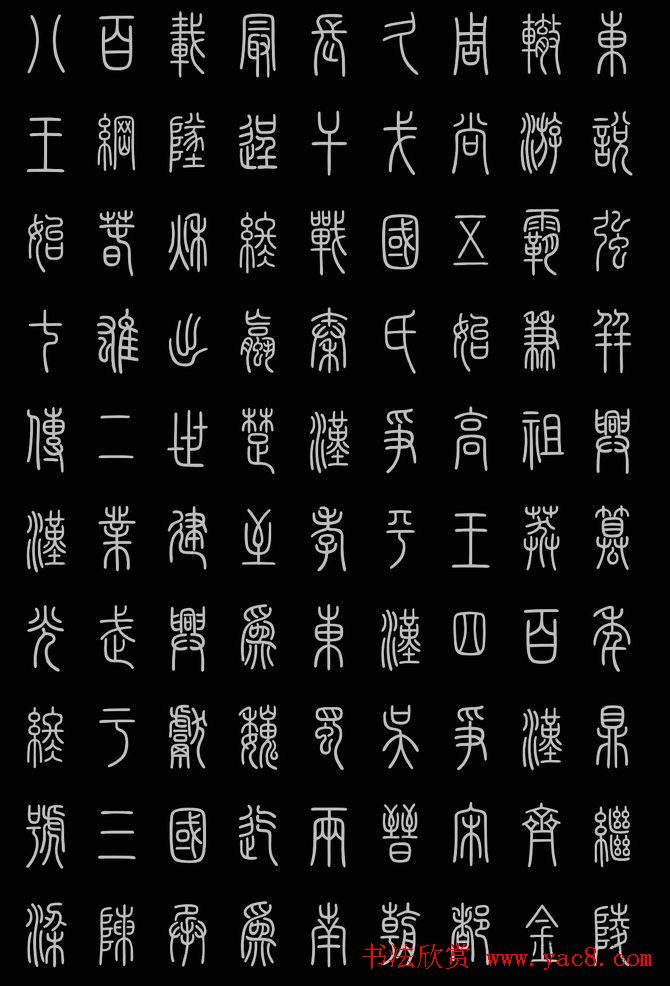 八百載最長久周轍東
王綱墜逞干戈尚游說
始春秋終戰國五霸強
七雄出嬴秦氏始兼并
傳二世楚漢爭高祖興
漢業建至孝平王莽篡
光武興為東漢四百年
終于獻魏蜀吳爭漢鼎
號三國迄兩晉宋齊繼
梁陳承為南朝都金陵
书法欣赏 www.yac8.com